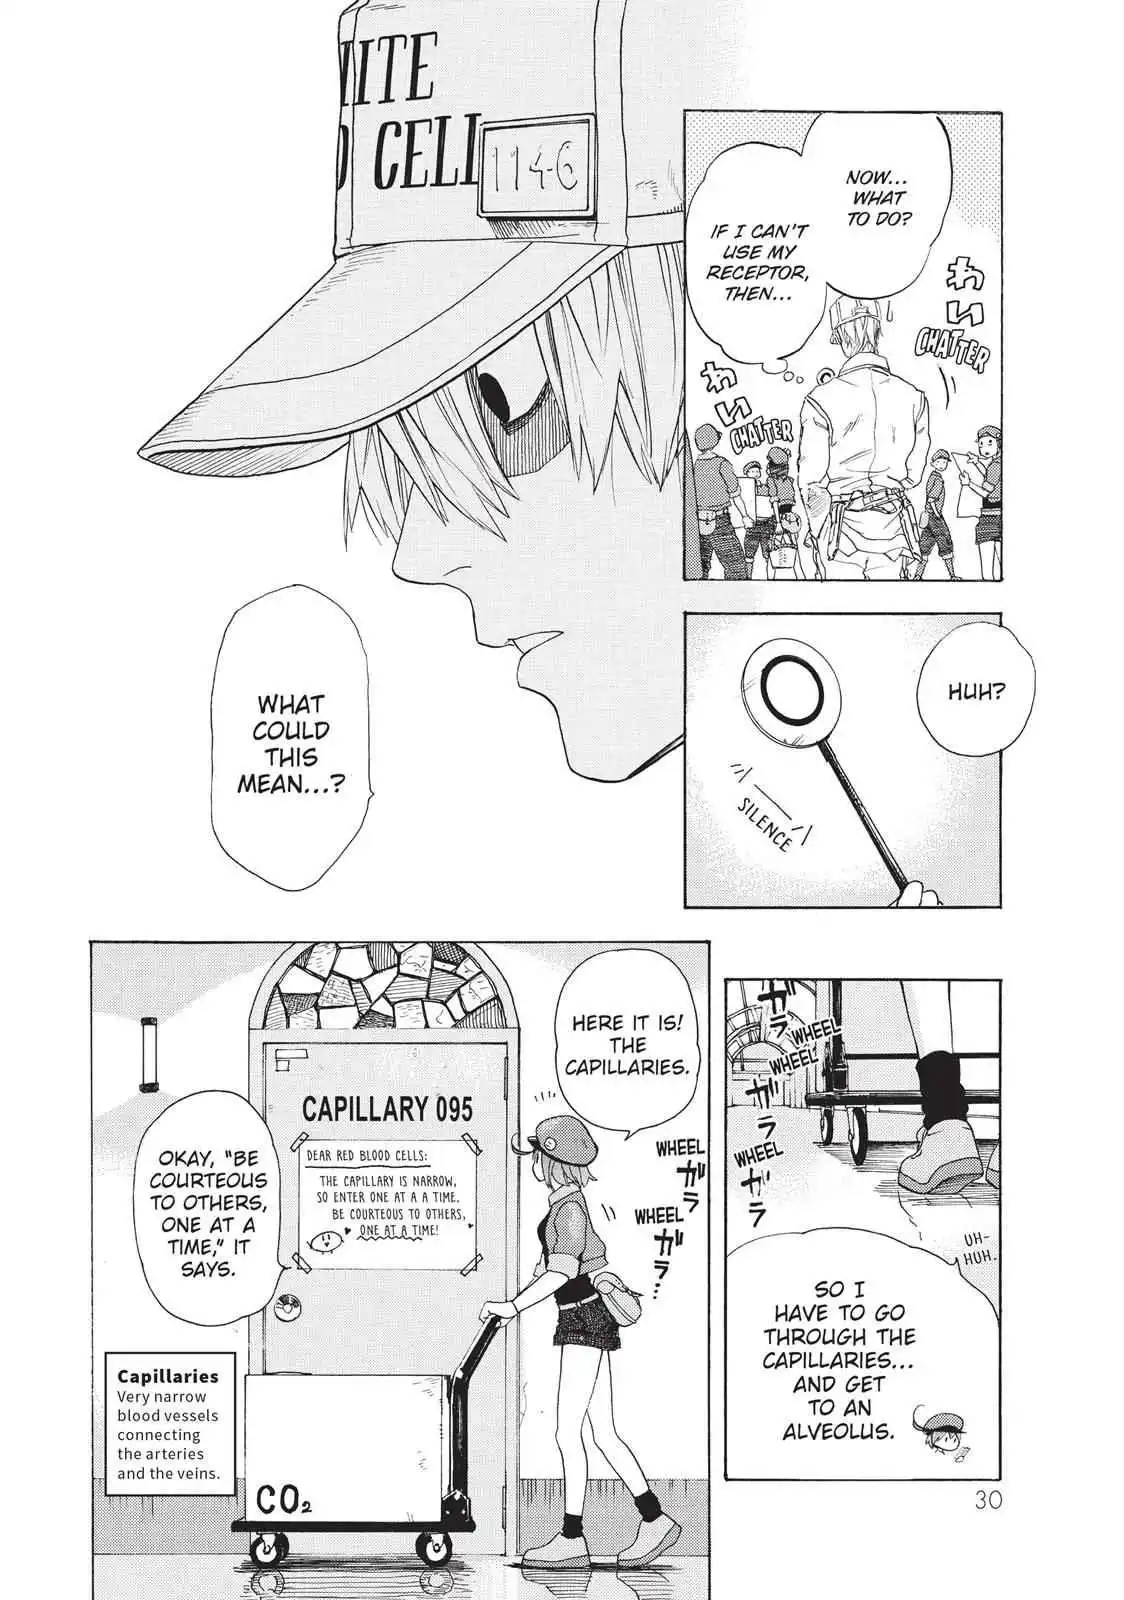 NOW...
WHAT
TO DO?
IF I CAN'T
USE MY
RECEPTOR,
THEN...
わい
CHATTER
わい
CHATTER
WHITE
D CELL
1146
HUH?
SILENCE
WHAT
COULD
THIS
MEAN...?
ガラ
WHEEL
WHEEL
ガラ
WHEEL
UH-
HUH.
SO I
HAVE TO GO
THROUGH THE
CAPILLARIES...
AND GET
TO AN
ALVEOLUS.
HERE IT IS!
THE
CAPILLARIES.
WHEEL
ガラ
WHEEL
ガラ...
CAPILLARY 095
DEAR RED BLOOD CELLS:
THE CAPILLARY IS NARROW,
SO ENTER ONE AT A A TIME.
BE COURTEOUS TO OTHERS,
ONE AT A TIME!
OKAY, "BE
COURTEOUS
TO OTHERS,
ONE AT A
TIME," IT
SAYS.
Capillaries
Very narrow
blood vessels
connecting
the arteries
and the veins.
CO₂
30